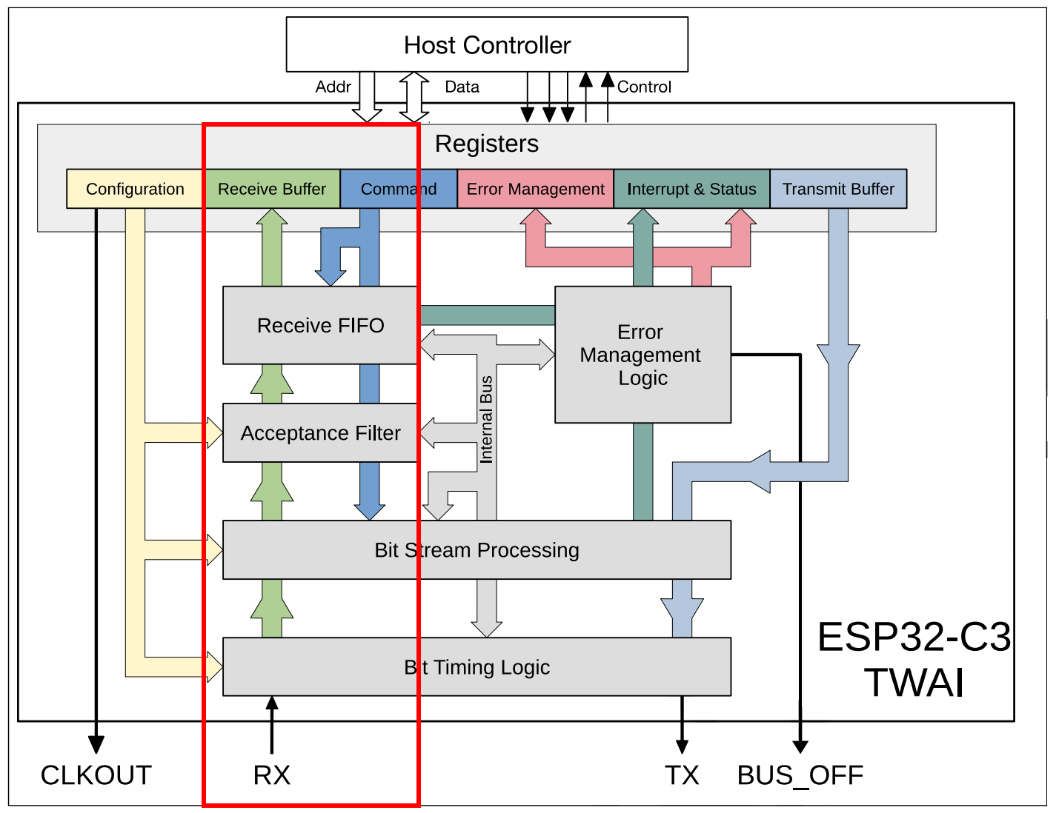 Host Controller
Addr
Data
Control
Registers
Configuration
Receive Buffer
Command
Error Management
Interrupt & Status
Transmit Buffer
Receive FIFO
Error
Management
Logic
Internal Bus
Acceptance Filter
Bit Stream Processing
Bit Timing Logic
ESP32-C3
TWAI
CLKOUT
RX
TX
BUS_OFF